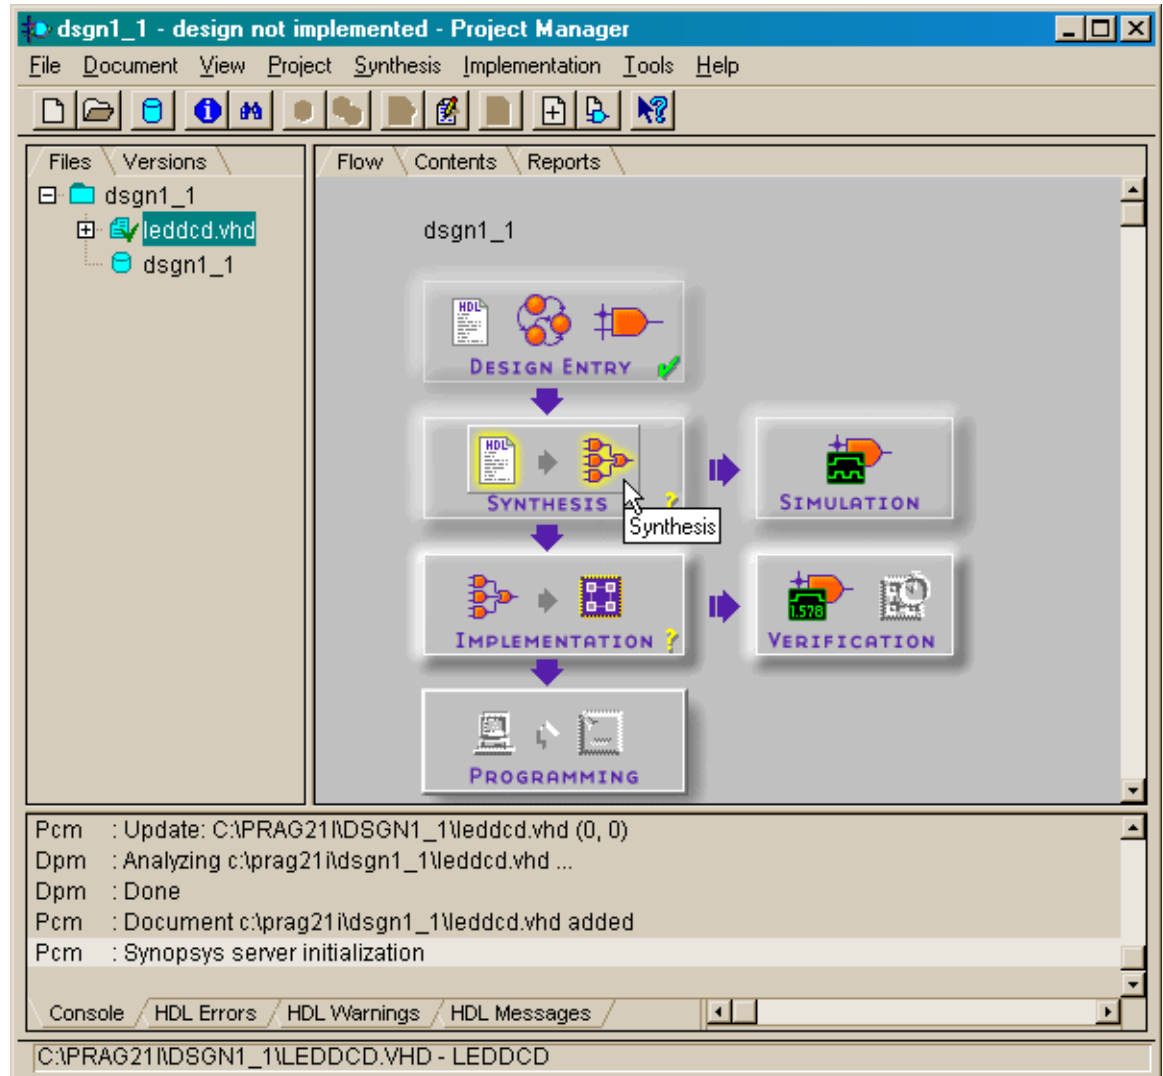 dsgn1_1 - design not implemented - Project Manager
File Document View Project Synthesis Implementation Tools Help
Files Versions
Flow Contents Reports
dsgn1_1
leddcd.vhd
dsgn1_1
dsgn1_1
HDL
DESIGN ENTRY
HDL
SYNTHESIS
?
Synthesis
SIMULATION
IMPLEMENTATION ?
1.578
VERIFICATION
PROGRAMMING
Pcm : Update: C:\PRAG21I\DSGN1_1\leddcd.vhd (0, 0)
Dpm : Analyzing c:\prag21i\dsgn1_1\leddcd.vhd ...
Dpm : Done
Pcm : Document c:\prag21i\dsgn1_1\leddcd.vhd added
Pcm : Synopsys server initialization
Console HDL Errors HDL Warnings HDL Messages
C:\PRAG21I\DSGN1_1\LEDDCD.VHD - LEDDCD